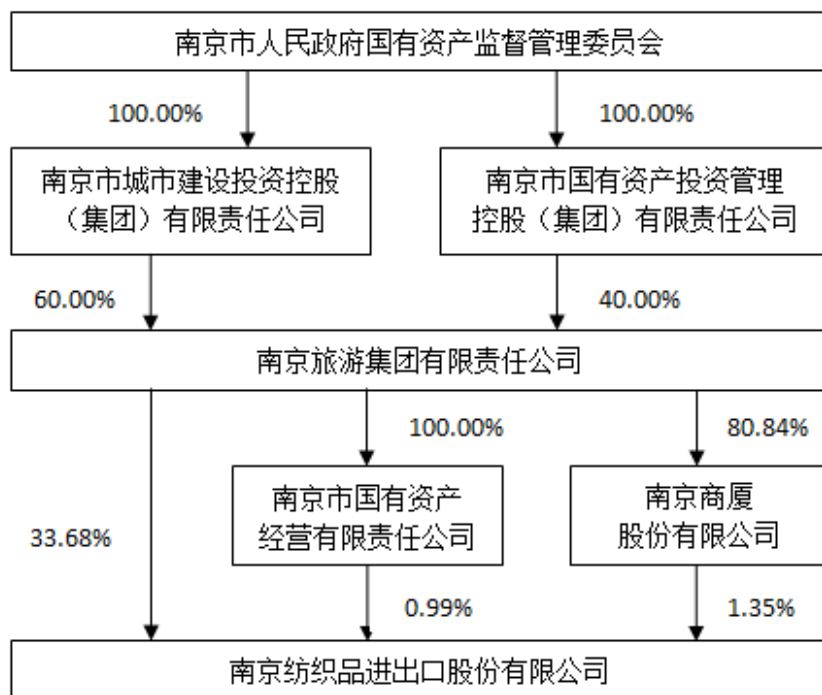 南京市人民政府国有资产监督管理委员会
100.00%
100.00%
南京市城市建设投资控股
（集团）有限责任公司
南京市国有资产投资管理
控股（集团）有限责任公司
60.00%
40.00%
南京旅游集团有限责任公司
100.00%
80.84%
南京市国有资产
经营有限责任公司
南京商厦
股份有限公司
33.68%
0.99%
1.35%
南京纺织品进出口股份有限公司